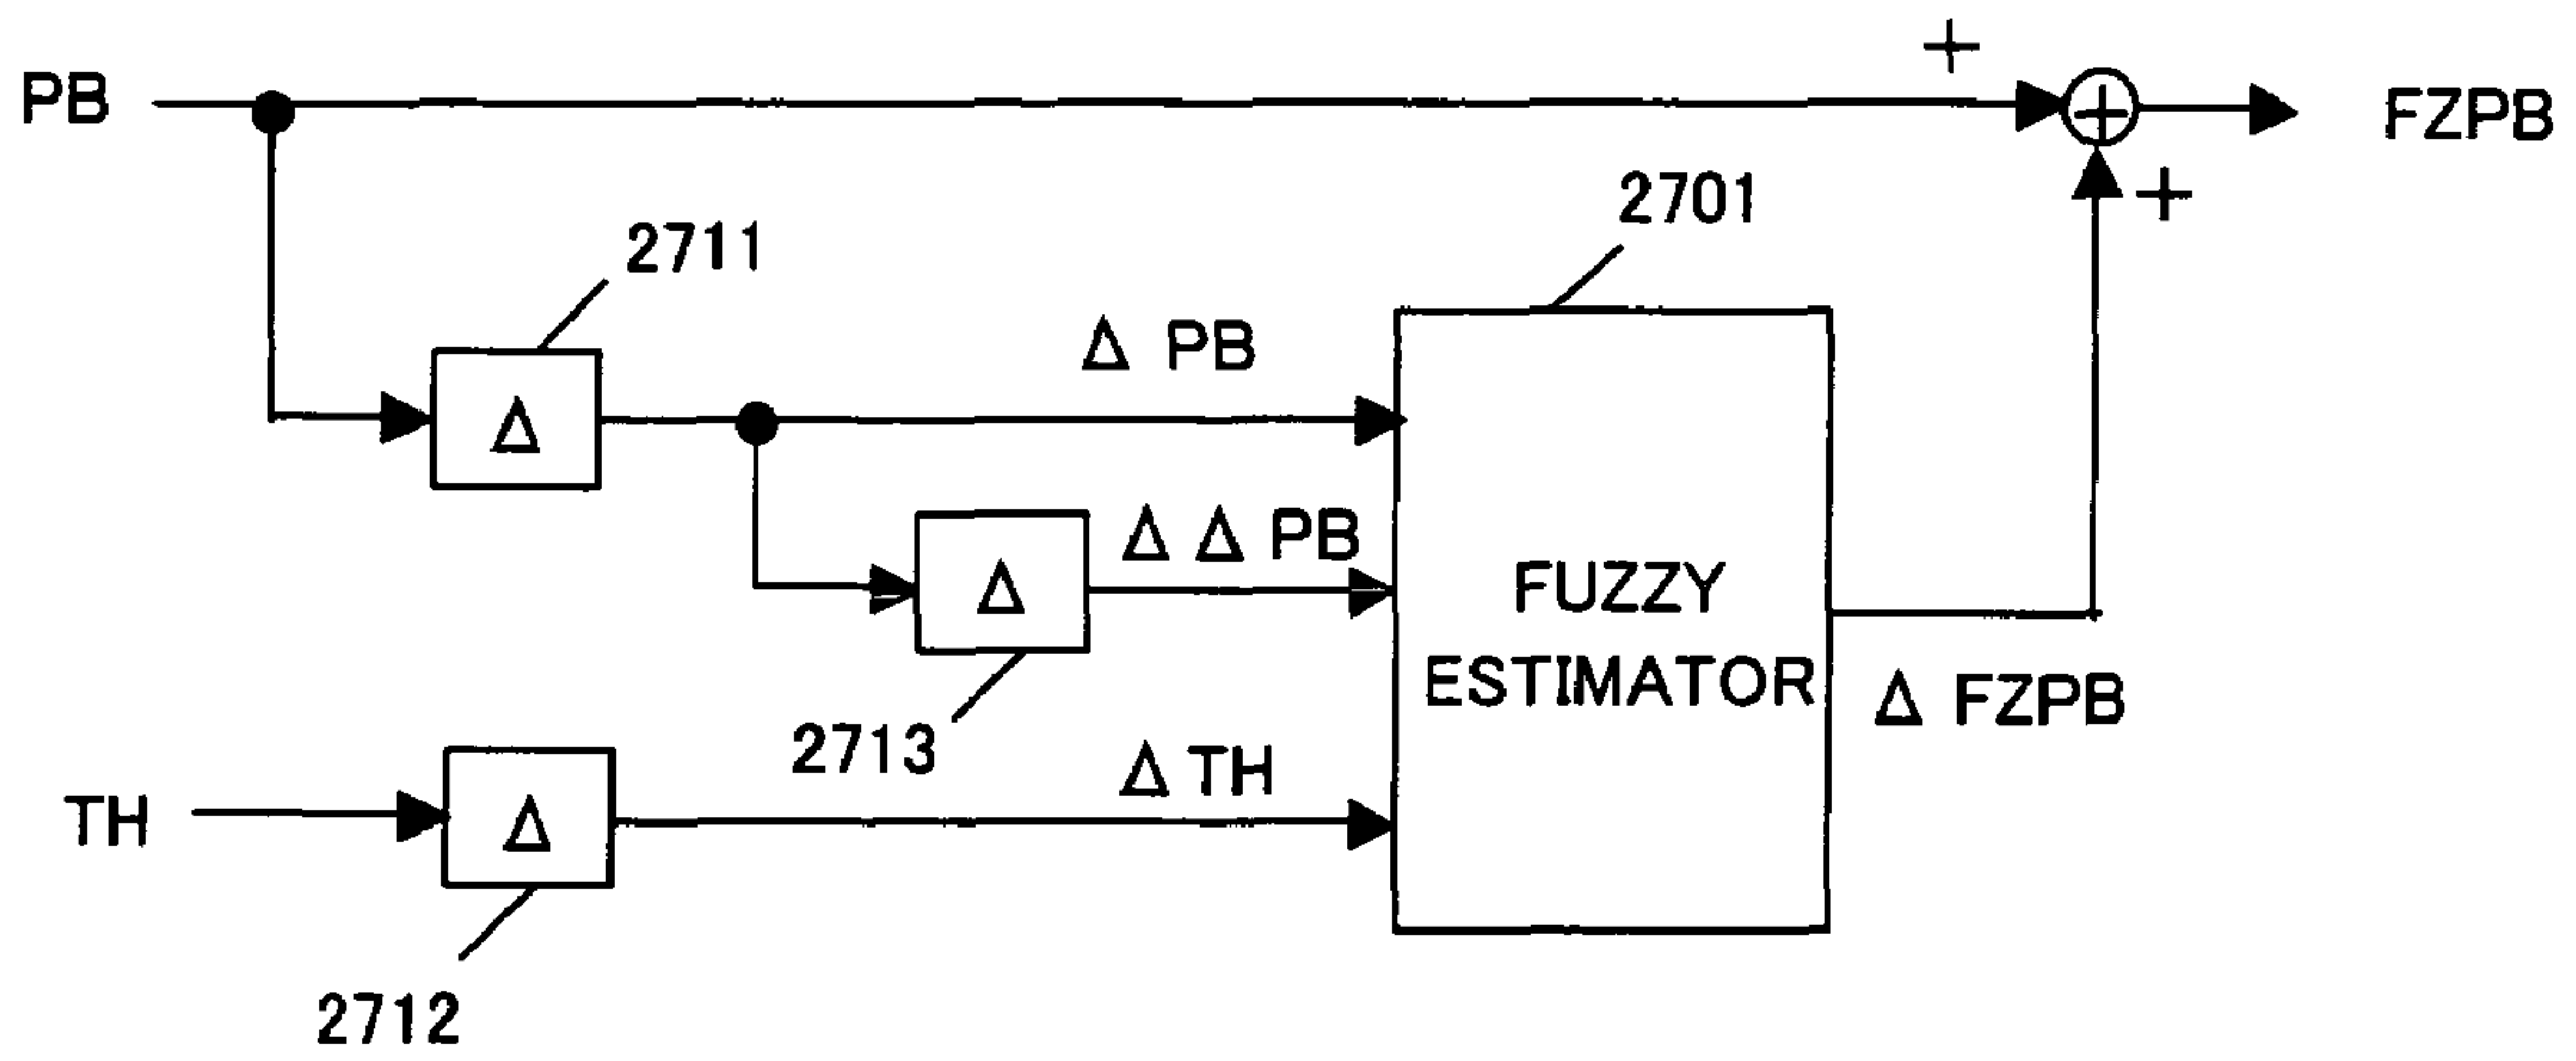 +
PB
+
FZPB
2701
+
2711
Δ PB
Δ
Δ Δ PB
Δ
FUZZY
ESTIMATOR
Δ FZPB
2713
Δ TH
TH
Δ
2712